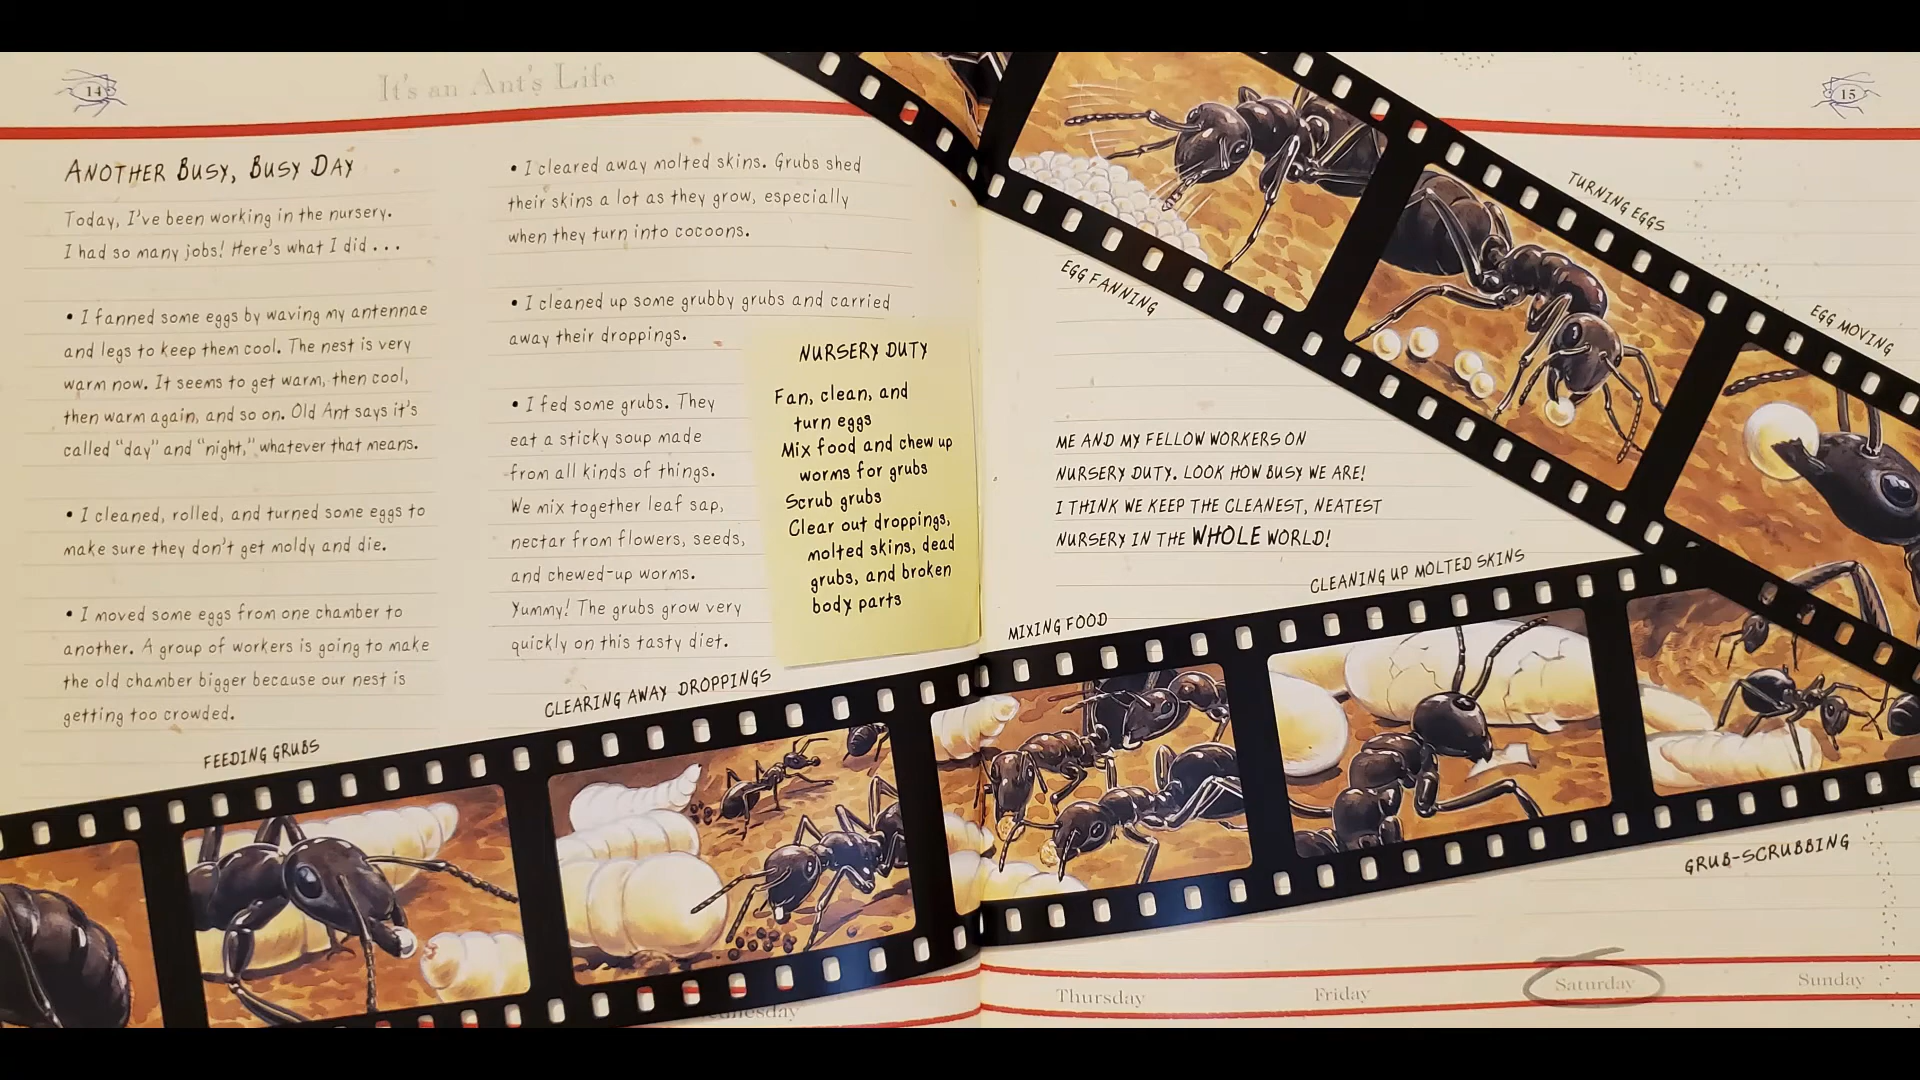 14
It's an Ant's Life
ANOTHER BUSY, BUSY DAY
Today, I've been working in the nursery.
I had so many jobs! Here's what I did . . .
• I fanned some eggs by waving my antennae
and legs to keep them cool. The nest is very
warm now. It seems to get warm, then cool,
then warm again, and so on. Old Ant says it's
called "day" and "night," whatever that means.
• I cleaned, rolled, and turned some eggs to
make sure they don't get moldy and die.
• I moved some eggs from one chamber to
another. A group of workers is going to make
the old chamber bigger because our nest is
getting too crowded.
• I cleared away molted skins. Grubs shed
their skins a lot as they grow, especially
when they turn into cocoons.
• I cleaned up some grubby grubs and carried
away their droppings.
• I fed some grubs. They
eat a sticky soup made
from all kinds of things.
We mix together leaf sap,
nectar from flowers, seeds,
and chewed-up worms.
Yummy! The grubs grow very
quickly on this tasty diet.
NURSERY DUTY
Fan, clean, and
turn eggs
Mix food and chew up
worms for grubs
Scrub grubs
Clear out droppings,
molted skins, dead
grubs, and broken
body parts
FEEDING GRUBS
CLEARING AWAY DROPPINGS
15
TURNING EGGS
EGG FANNING
EGG MOVING
ME AND MY FELLOW WORKERS ON
NURSERY DUTY. LOOK HOW BUSY WE ARE!
I THINK WE KEEP THE CLEANEST, NEATEST
NURSERY IN THE WHOLE WORLD!
MIXING FOOD
CLEANING UP MOLTED SKINS
GRUB-SCRUBBING
Thursday
Friday
Saturday
Sunday